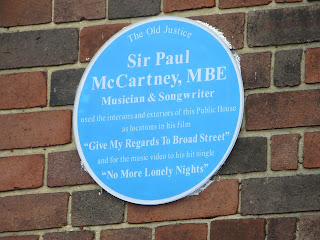 The Old Justice
Sir Paul
McCartney, MBE
Musician & Songwriter
used the interiors and exteriors of this Public House
as locations in his film
"Give My Regards To Broad Street"
and for the music video to his hit single
"No More Lonely Nights"